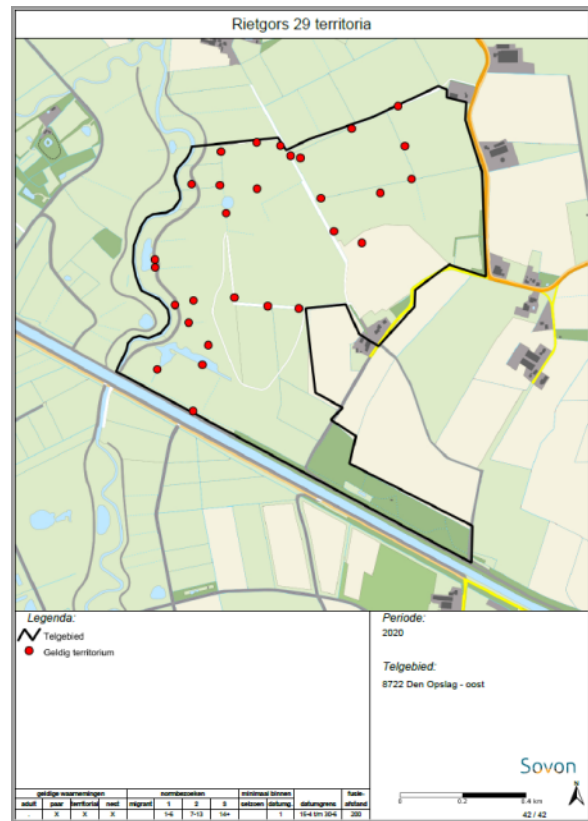 Rietgors 29 territoria
Legenda:
Telgebied
Geldig territorium
Periode:
2020
Telgebied:
8722 Den Opslag - oost
Sovon
0 0.2 0.4 km
42 / 42
geldige waarnemingen normbezoeken minimaal binnen fusie-
adult paar territoriaal nest migrant 1 2 3 seizoen datumg. datumgrens afstand
. X X X 1-6 7-13 14+ 1 15-4 t/m 30-6 200